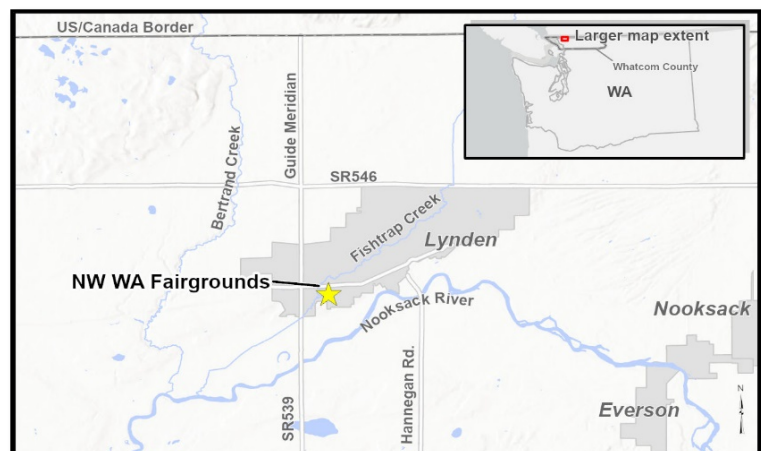 US/Canada Border
Larger map extent
Whatcom County
WA
Guide Meridian
Bertrand Creek
SR546
Fishtrap Creek
Lynden
NW WA Fairgrounds
Nooksack River
Nooksack
SR539
Hannegan Rd.
Everson
N